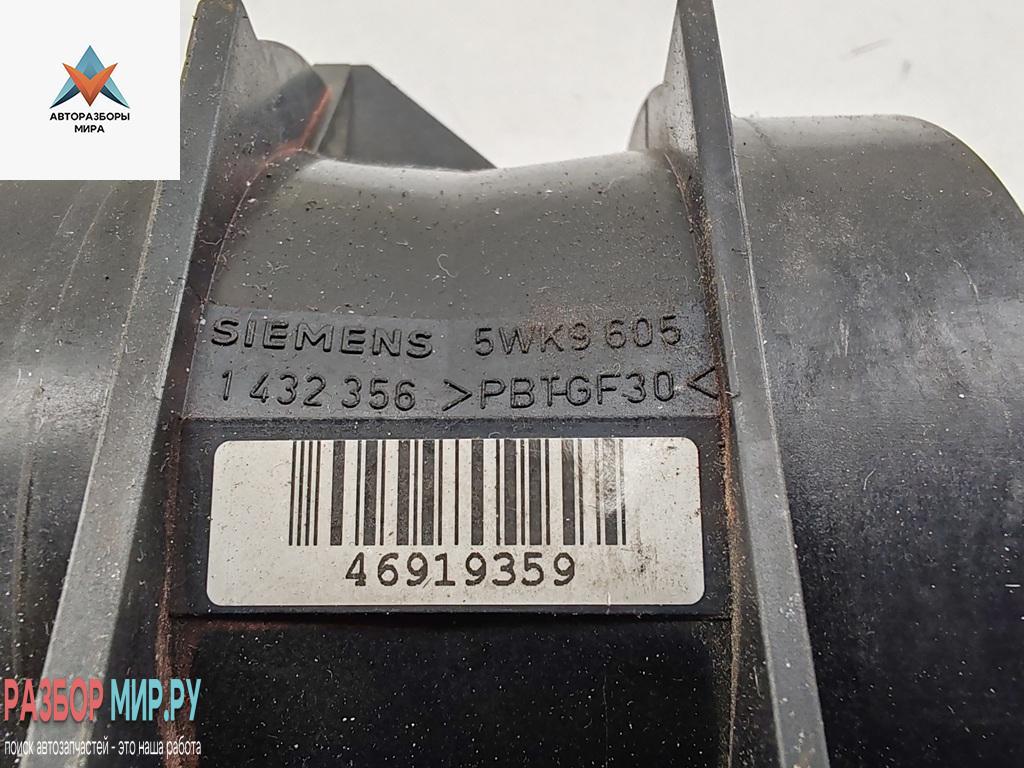 АВТОРАЗБОРЫ
МИРА
SIEMENS 5WK9 605
1 432 356 >PBT-GF30<
46919359
РАЗБОР МИР.РУ
поиск автозапчастей - это наша работа